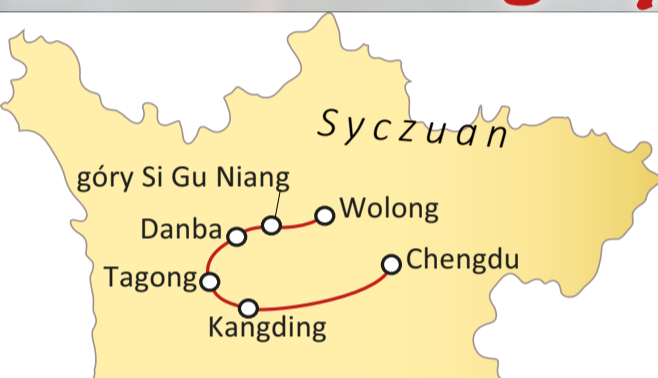 Syczuan
góry Si Gu Niang
Wolong
Danba
Chengdu
Tagong
Kangding